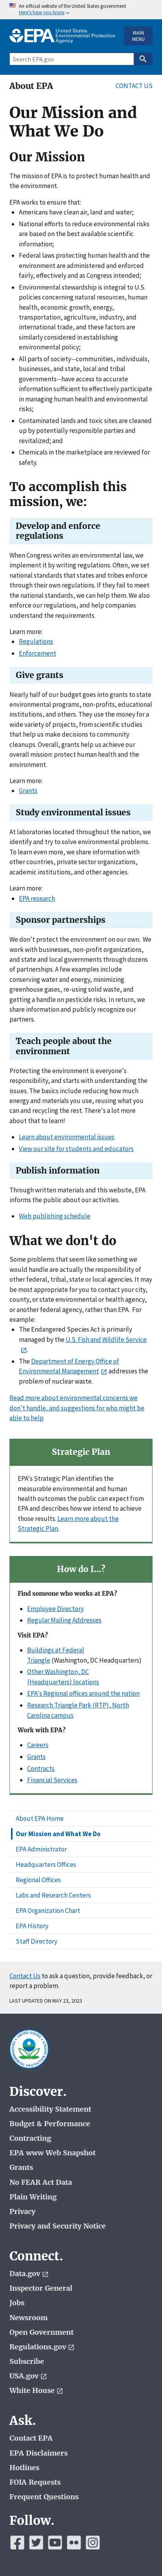 An official website of the United States government
Here's how you know
EPA United States Environmental Protection
Agency
MAIN
MENU
Search EPA.gov
About EPA
CONTACT US
Our Mission and
What We Do
Our Mission
The mission of EPA is to protect human health and
the environment.
EPA works to ensure that:
Americans have clean air, land and water;
National efforts to reduce environmental risks
are based on the best available scientific
information;
Federal laws protecting human health and the
environment are administered and enforced
fairly, effectively and as Congress intended;
Environmental stewardship is integral to U.S.
policies concerning natural resources, human
health, economic growth, energy,
transportation, agriculture, industry, and
international trade, and these factors are
similarly considered in establishing
environmental policy;
All parts of society--communities, individuals,
businesses, and state, local and tribal
governments--have access to accurate
information sufficient to effectively participate
in managing human health and environmental
risks;
Contaminated lands and toxic sites are cleaned
up by potentially responsible parties and
revitalized; and
Chemicals in the marketplace are reviewed for
safety.
To accomplish this
mission, we:
Develop and enforce
regulations
When Congress writes an environmental law, we
implement it by writing regulations. Often, we set
national standards that states and tribes enforce
through their own regulations. If they fail to meet the
national standards, we can help them. We also
enforce our regulations, and help companies
understand the requirements.
Learn more:
Regulations
Enforcement
Give grants
Nearly half of our budget goes into grants to state
environmental programs, non-profits, educational
institutions, and others. They use the money for a
wide variety of projects, from scientific studies that
help us make decisions to community cleanups.
Overall, grants help us achieve our overall mission:
protect human health and the environment.
Learn more:
Grants
Study environmental issues
At laboratories located throughout the nation, we
identify and try to solve environmental problems. To
learn even more, we share information with other
countries, private sector organizations, academic
institutions, and other agencies.
Learn more:
EPA research
Sponsor partnerships
We don't protect the environment on our own. We
work with businesses, non-profit organizations, and
state and local governments through dozens of
partnerships. A few examples include conserving
water and energy, minimizing greenhouse gases,
re-using solid waste, and getting a handle on
pesticide risks. In return, we share information and
publicly recognize our partners.
Teach people about the
environment
Protecting the environment is everyone's
responsibility, and starts with understanding the
issues. The basics include reducing how much
energy and materials you use, reusing what you can
and recycling the rest. There's a lot more about that
to learn!
Learn about environmental issues
View our site for students and educators
Publish information
Through written materials and this website, EPA
informs the public about our activities.
Web publishing schedule
What we don't do
Some problems that seem like something EPA
should handle are actually the responsibility of
another federal agency or your state, tribal, or local
office. Sometimes, it makes the most sense to call a
local, state, or tribal agency, not EPA. For
example:
The Endangered Species Act is primarily
managed by the U.S. Fish and Wildlife Service
.
The Department of Energy Office of
Environmental Management addresses the
problem of nuclear waste.
Read more about environmental concerns we
don't handle, and suggestions for who might be
able to help
Strategic Plan
EPA's Strategic Plan identifies the
measurable environmental and human
health outcomes the public can expect from
EPA and describes how we intend to achieve
those results. Learn more about the
Strategic Plan.
How do I...?
Find someone who works at EPA?
Employee Directory
Regular Mailing Addresses
Visit EPA?
Buildings at Federal
Triangle (Washington, DC Headquarters)
Other Washington, DC
(Headquarters) locations
EPA's Regional offices around the nation
Research Triangle Park (RTP), North
Carolina campus
Work with EPA?
Careers
Grants
Contracts
Financial Services
About EPA Home
Our Mission and What We Do
EPA Administrator
Headquarters Offices
Regional Offices
Labs and Research Centers
EPA Organization Chart
EPA History
Staff Directory
Contact Us to ask a question, provide feedback, or
report a problem.
LAST UPDATED ON MAY 23, 2023
Discover.
Accessibility Statement
Budget & Performance
Contracting
EPA www Web Snapshot
Grants
No FEAR Act Data
Plain Writing
Privacy
Privacy and Security Notice
Connect.
Data.gov
Inspector General
Jobs
Newsroom
Open Government
Regulations.gov
Subscribe
USA.gov
White House
Ask.
Contact EPA
EPA Disclaimers
Hotlines
FOIA Requests
Frequent Questions
Follow.